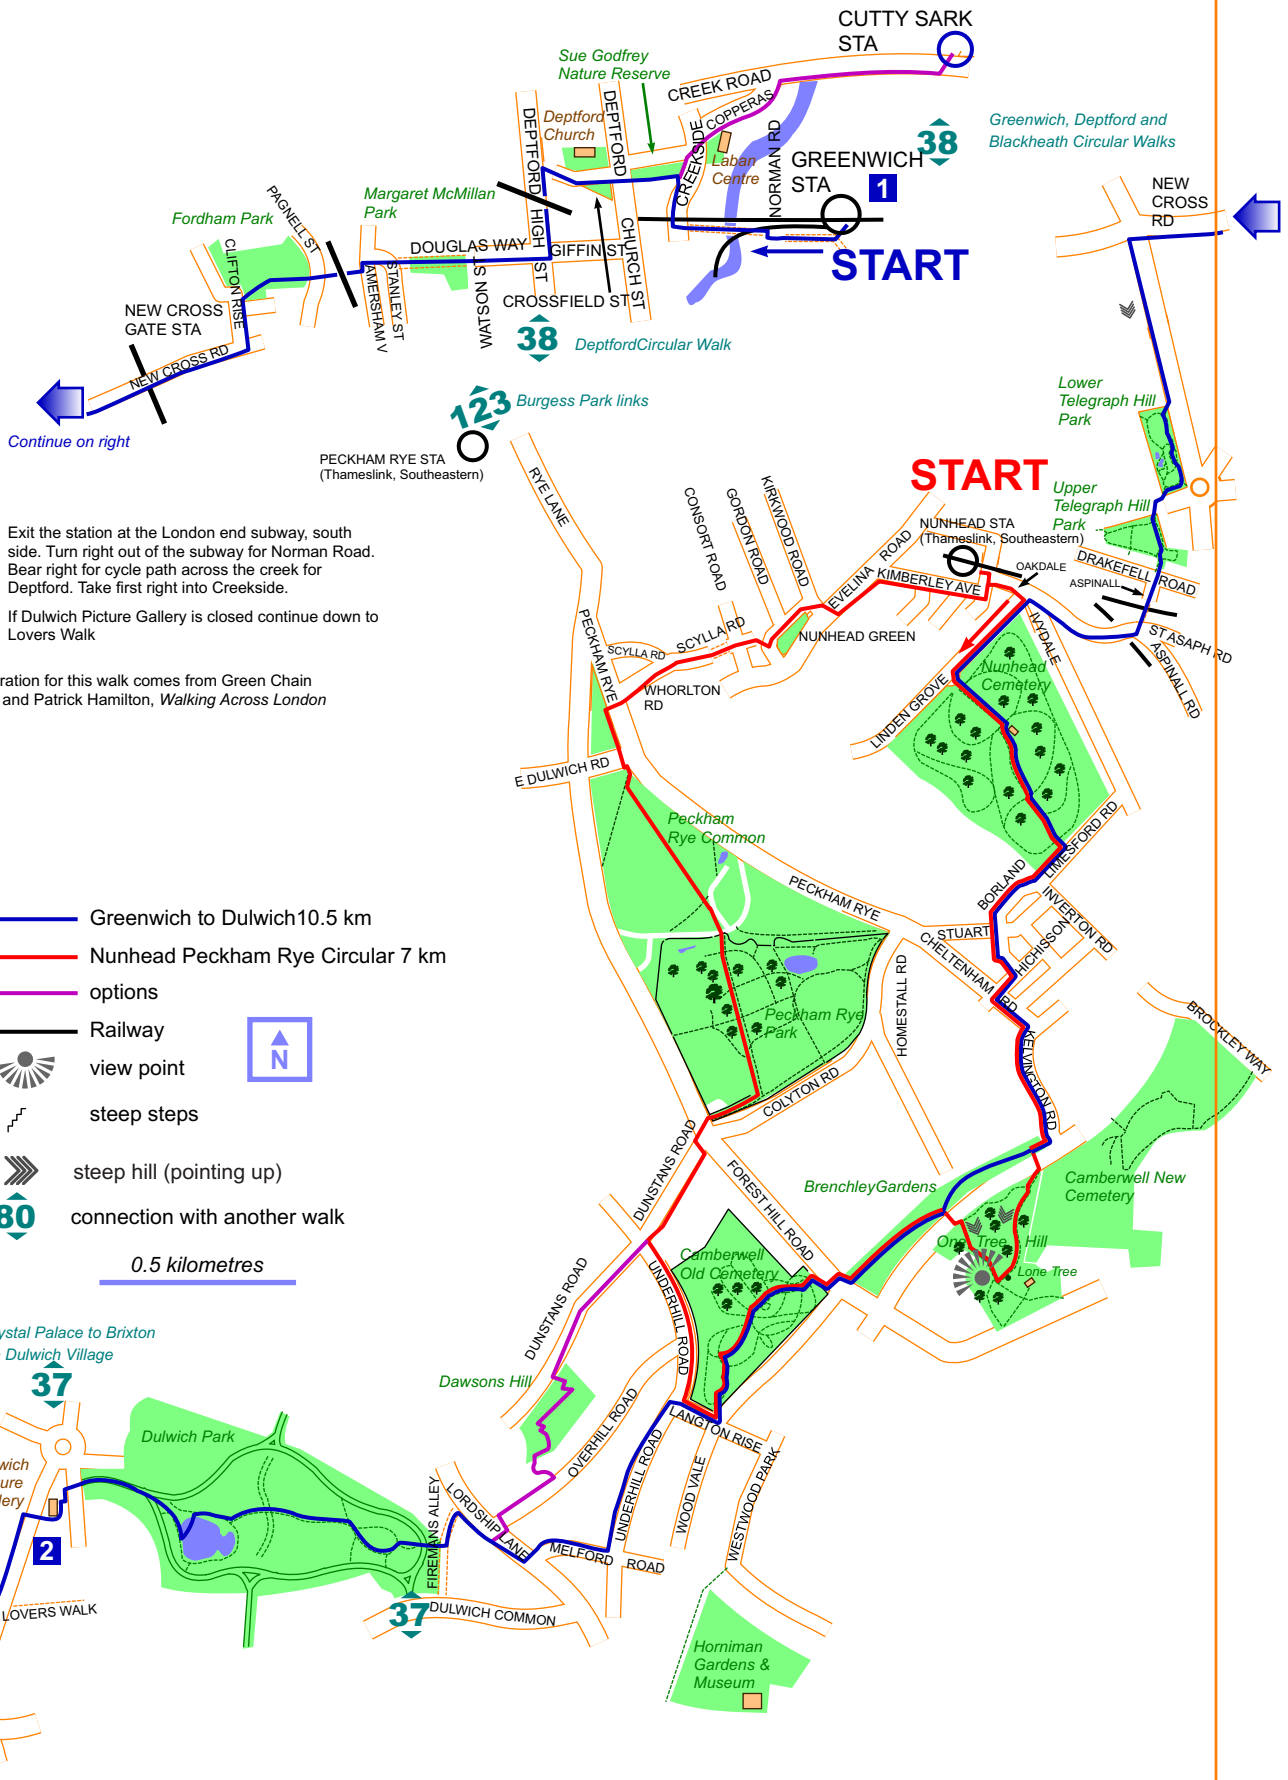 CUTTY SARK
STA
Sue Godfrey
Nature Reserve
CREEK ROAD
COPPERAS
DEPTFORD
Deptford
Church
DEPTFORD
CREEKSIDE
Laban
Centre
NORMAN RD
GREENWICH
STA
1
38
Greenwich, Deptford and
Blackheath Circular Walks
START
NEW
CROSS
RD
Margaret McMillan
Park
PAGNELL ST
Fordham Park
CLIFTON RISE
DOUGLAS WAY
HIGH
ST
GIFFIN ST
CHURCH ST
CROSSFIELD ST
WATSON ST
STANLEY ST
AMERSHAM V
NEW CROSS
GATE STA
NEW CROSS RD
38
DeptfordCircular Walk
Continue on right
123
Burgess Park links
PECKHAM RYE STA
(Thameslink, Southeastern)
Lower
Telegraph Hill
Park
Upper
Telegraph Hill
Park
START
NUNHEAD STA
(Thameslink, Southeastern)
OAKDALE
DRAKEFELL
ROAD
ASPINALL
ST ASAPH RD
ASPINALL RD
Exit the station at the London end subway, south
side. Turn right out of the subway for Norman Road.
Bear right for cycle path across the creek for
Deptford. Take first right into Creekside.
If Dulwich Picture Gallery is closed continue down to
Lovers Walk
ration for this walk comes from Green Chain
and Patrick Hamilton, Walking Across London
RYE LANE
CONSORT ROAD
GORDON ROAD
KIRKWOOD ROAD
EVELINA
ROAD
KIMBERLEY AVE
NUNHEAD GREEN
PECKHAM RYE
SCYLLA RD
SCYLLA RD
WHORLTON
RD
IVYDALE
Nunhead
Cemetery
LINDEN GROVE
E DULWICH RD
Peckham
Rye Common
LIMESFORD RD
BORLAND
PECKHAM RYE
STUART
INVERTON RD
HICHISSON
CHELTENHAM
RD
HOMESTALL RD
Peckham Rye
Park
COLYTON RD
KELVINGTON RD
BROCKLEY WAY
Greenwich to Dulwich10.5 km
Nunhead Peckham Rye Circular 7 km
options
Railway
view point
N
steep steps
steep hill (pointing up)
80
connection with another walk
0.5 kilometres
DUNSTANS ROAD
FOREST HILL ROAD
BrenchleyGardens
Camberwell New
Cemetery
One Tree Hill
Lone Tree
Camberwell
Old Cemetery
UNDERHILL ROAD
DUNSTANS ROAD
Dawsons Hill
OVERHILL ROAD
LANGTON RISE
UNDERHILL ROAD
WOOD VALE
WESTWOOD PARK
ystal Palace to Brixton
Dulwich Village
37
Dulwich Park
wich
ure
lery
2
FIREMANS ALLEY
LORDSHIP
LANE
MELFORD
ROAD
LOVERS WALK
37
DULWICH COMMON
Horniman
Gardens &
Museum